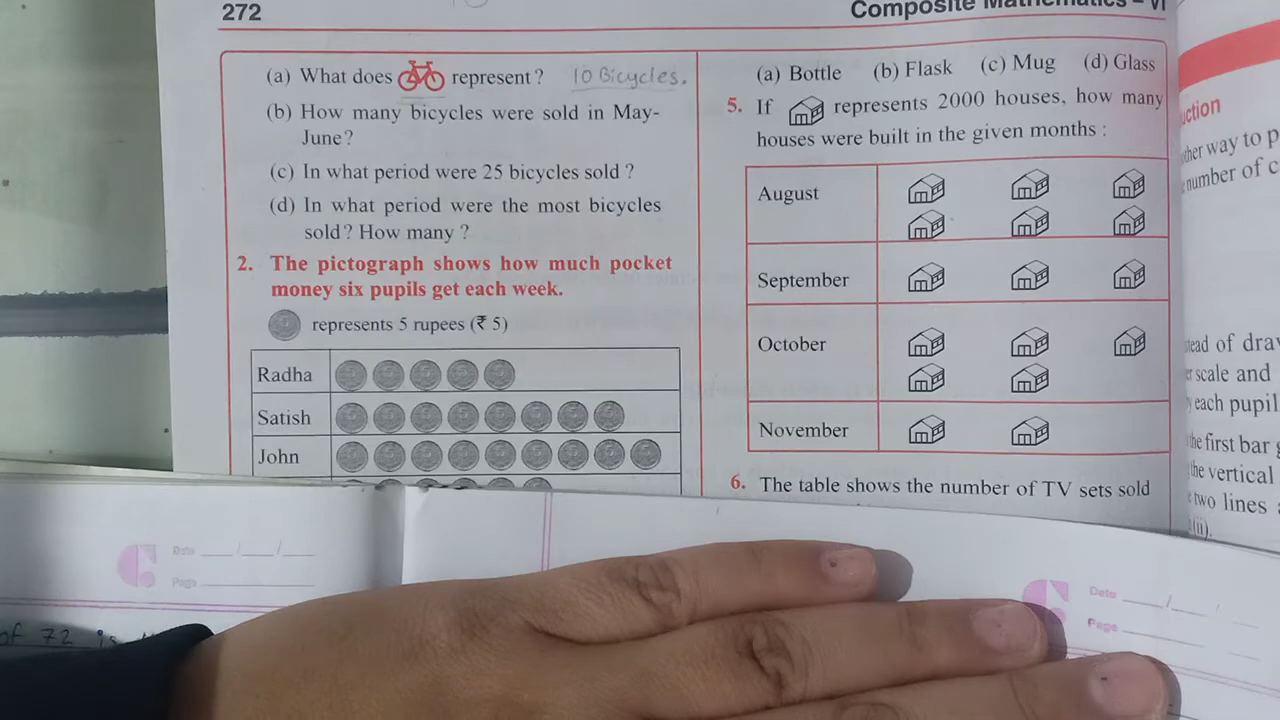 272
Composite Mathematics – VI
(a) What does represent ? 10 Bicycles.
(b) How many bicycles were sold in May-
June?
(c) In what period were 25 bicycles sold ?
(d) In what period were the most bicycles
sold? How many ?
2. The pictograph shows how much pocket
money six pupils get each week.
represents 5 rupees (₹ 5)
Radha
Satish
John
(a) Bottle (b) Flask (c) Mug (d) Glass
5. If represents 2000 houses, how many
houses were built in the given months :
August
September
October
November
6. The table shows the number of TV sets sold
uction
other way to p
number of c
stead of draw
scale and
each pupil
the first bar
the vertical
two lines
(ii).
Date
Page
of 72 is
Date
Page